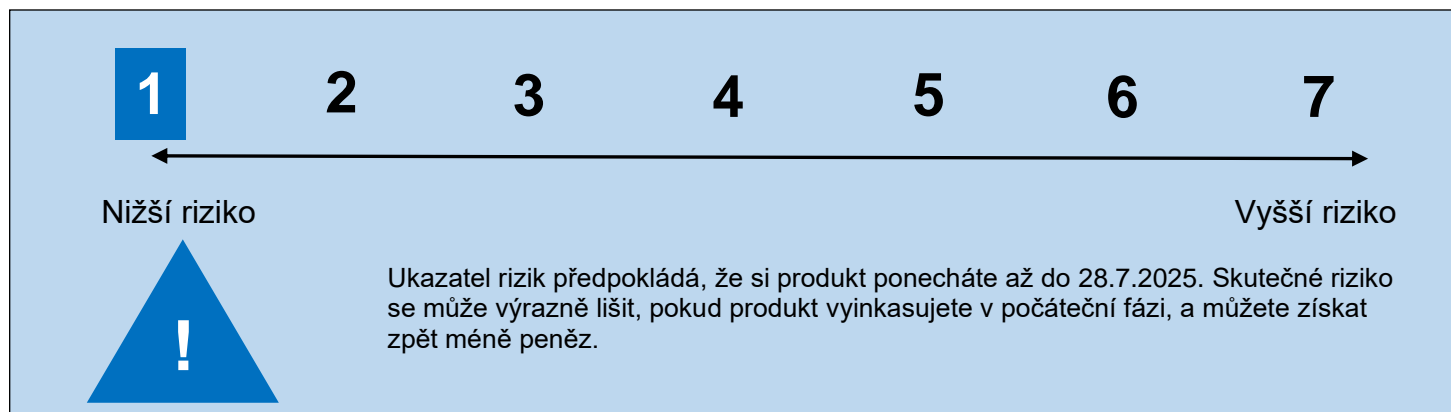 1 2 3 4 5 6 7
Nižší riziko Vyšší riziko
Ukazatel rizik předpokládá, že si produkt ponecháte až do 28.7.2025. Skutečné riziko
se může výrazně lišit, pokud produkt vyinkasujete v počáteční fázi, a můžete získat
zpět méně peněz.
!